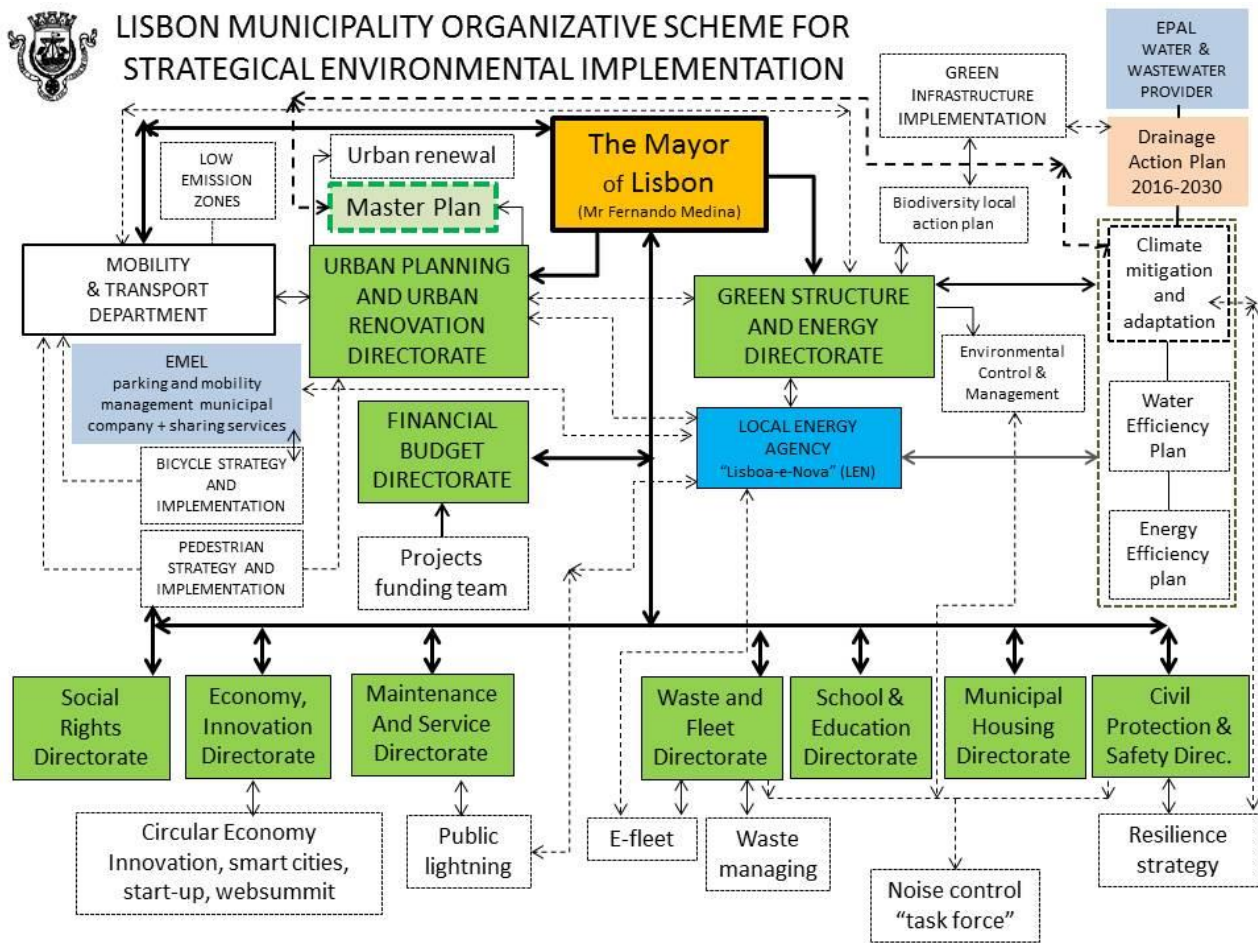 LISBON MUNICIPALITY ORGANIZATIVE SCHEME FOR
STRATEGICAL ENVIRONMENTAL IMPLEMENTATION
EPAL
WATER &
WASTEWATER
PROVIDER
GREEN
INFRASTRUCTURE
IMPLEMENTATION
Drainage
Action Plan
2016-2030
LOW
EMISSION
ZONES
Urban renewal
Master Plan
The Mayor
of Lisbon
(Mr Fernando Medina)
Biodiversity local
action plan
MOBILITY
& TRANSPORT
DEPARTMENT
URBAN PLANNING
AND URBAN
RENOVATION
DIRECTORATE
GREEN STRUCTURE
AND ENERGY
DIRECTORATE
Climate
mitigation
and
adaptation
Environmental
Control &
Management
EMEL
parking and mobility
management municipal
company + sharing services
FINANCIAL
BUDGET
DIRECTORATE
LOCAL ENERGY
AGENCY
"Lisboa-e-Nova" (LEN)
Water
Efficiency
Plan
BICYCLE STRATEGY
AND
IMPLEMENTATION
PEDESTRIAN
STRATEGY AND
IMPLEMENTATION
Projects
funding team
Energy
Efficiency
plan
Social
Rights
Directorate
Economy,
Innovation
Directorate
Maintenance
And Service
Directorate
Waste and
Fleet
Directorate
School &
Education
Directorate
Municipal
Housing
Directorate
Civil
Protection &
Safety Direc.
Circular Economy
Innovation, smart cities,
start-up, websummit
Public
lightning
E-fleet
Waste
managing
Noise control
"task force"
Resilience
strategy